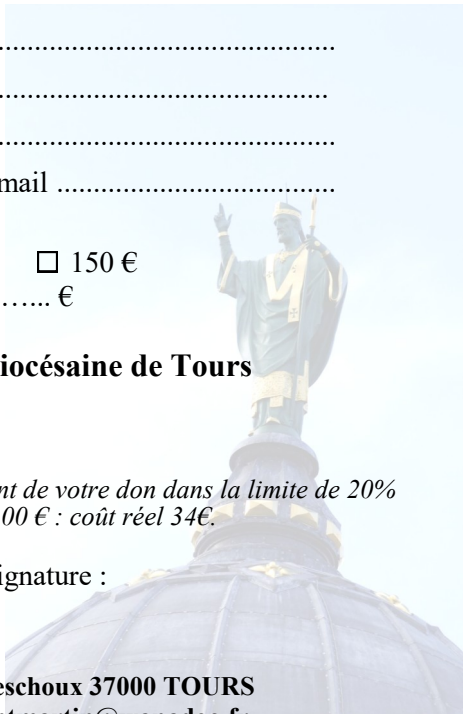 ................................................
................................................
................................................
mail ........................................
☐ 150 €
…... €
iocésaine de Tours
nt de votre don dans la limite de 20%
00 € : coût réel 34€.
ignature :
eschoux 37000 TOURS